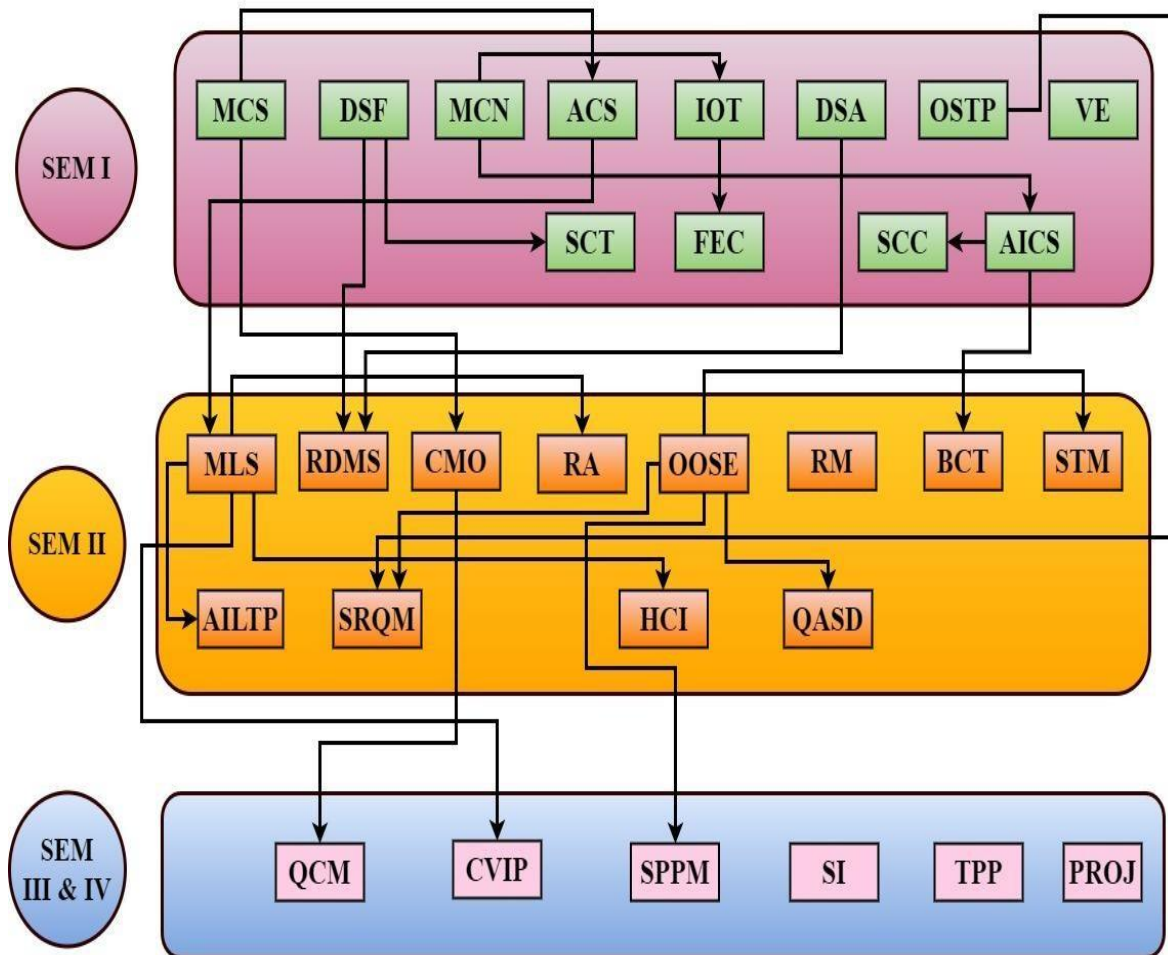 SEM I
MCS DSF MCN ACS IOT DSA OSTP VE
SCT FEC SCC AICS
SEM II
MLS RDMS CMO RA OOSE RM BCT STM
AILTP SRQM HCI QASD
SEM
III & IV
QCM CVIP SPPM SI TPP PROJ